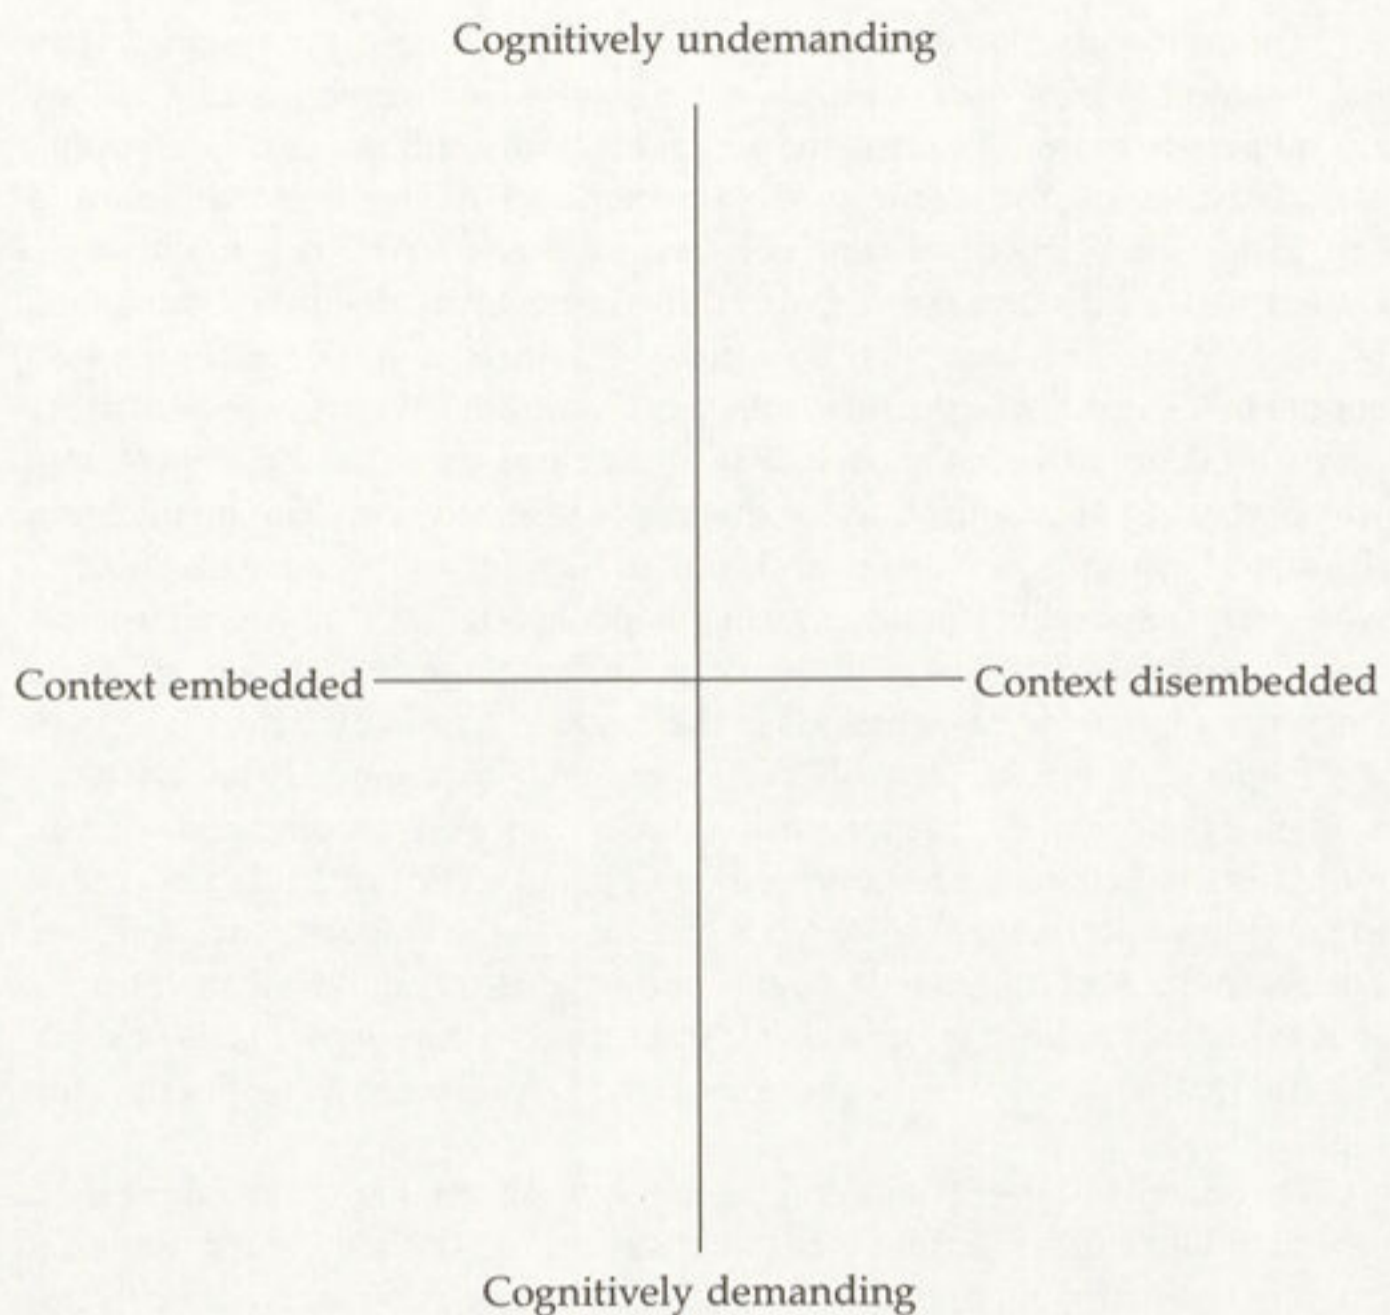 Cognitively undemanding
Context embedded
Context disembedded
Cognitively demanding